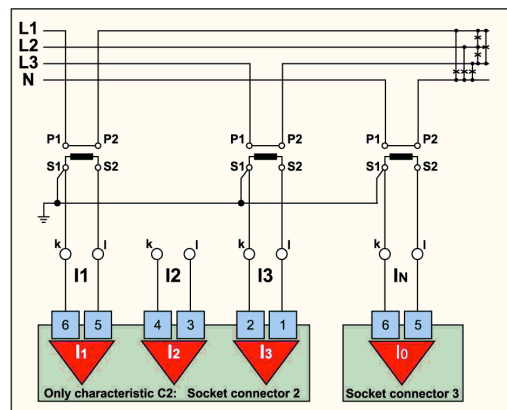 L1
L2
L3
N
P1 P2 P1 P2 P1 P2
S1 S2 S1 S2 S1 S2
k l k l k l k l
I1 I2 I3 IN
6 5 4 3 2 1 6 5
I1 I2 I3 I0
Only characteristic C2: Socket connector 2 Socket connector 3